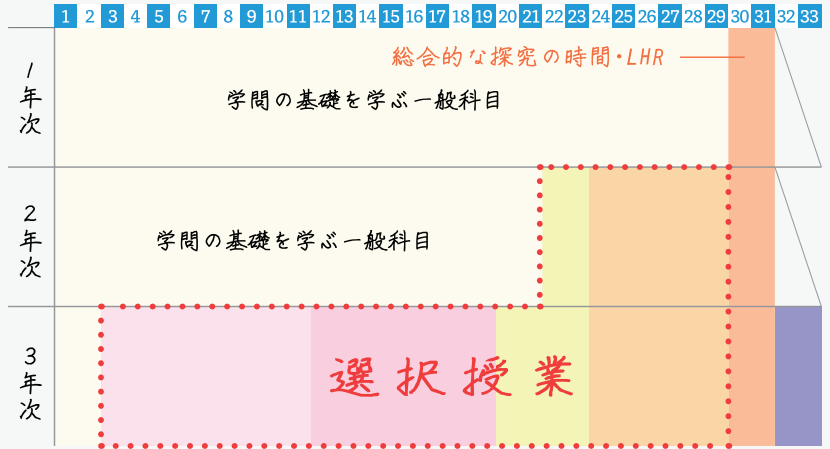 1 2 3 4 5 6 7 8 9 10 11 12 13 14 15 16 17 18 19 20 21 22 23 24 25 26 27 28 29 30 31 32 33
総合的な探究の時間・LHR
1年次
学問の基礎を学ぶ一般科目
2年次
学問の基礎を学ぶ一般科目
3年次
選択授業